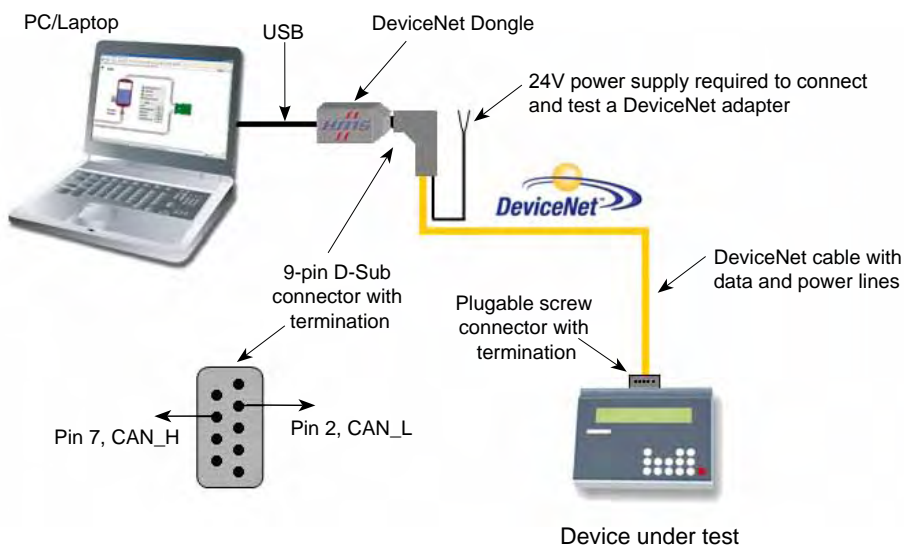 PC/Laptop
USB
DeviceNet Dongle
24V power supply required to connect
and test a DeviceNet adapter
HMS
DeviceNet™
9-pin D-Sub
connector with
termination
Plugable screw
connector with
termination
DeviceNet cable with
data and power lines
Pin 7, CAN_H
Pin 2, CAN_L
Device under test